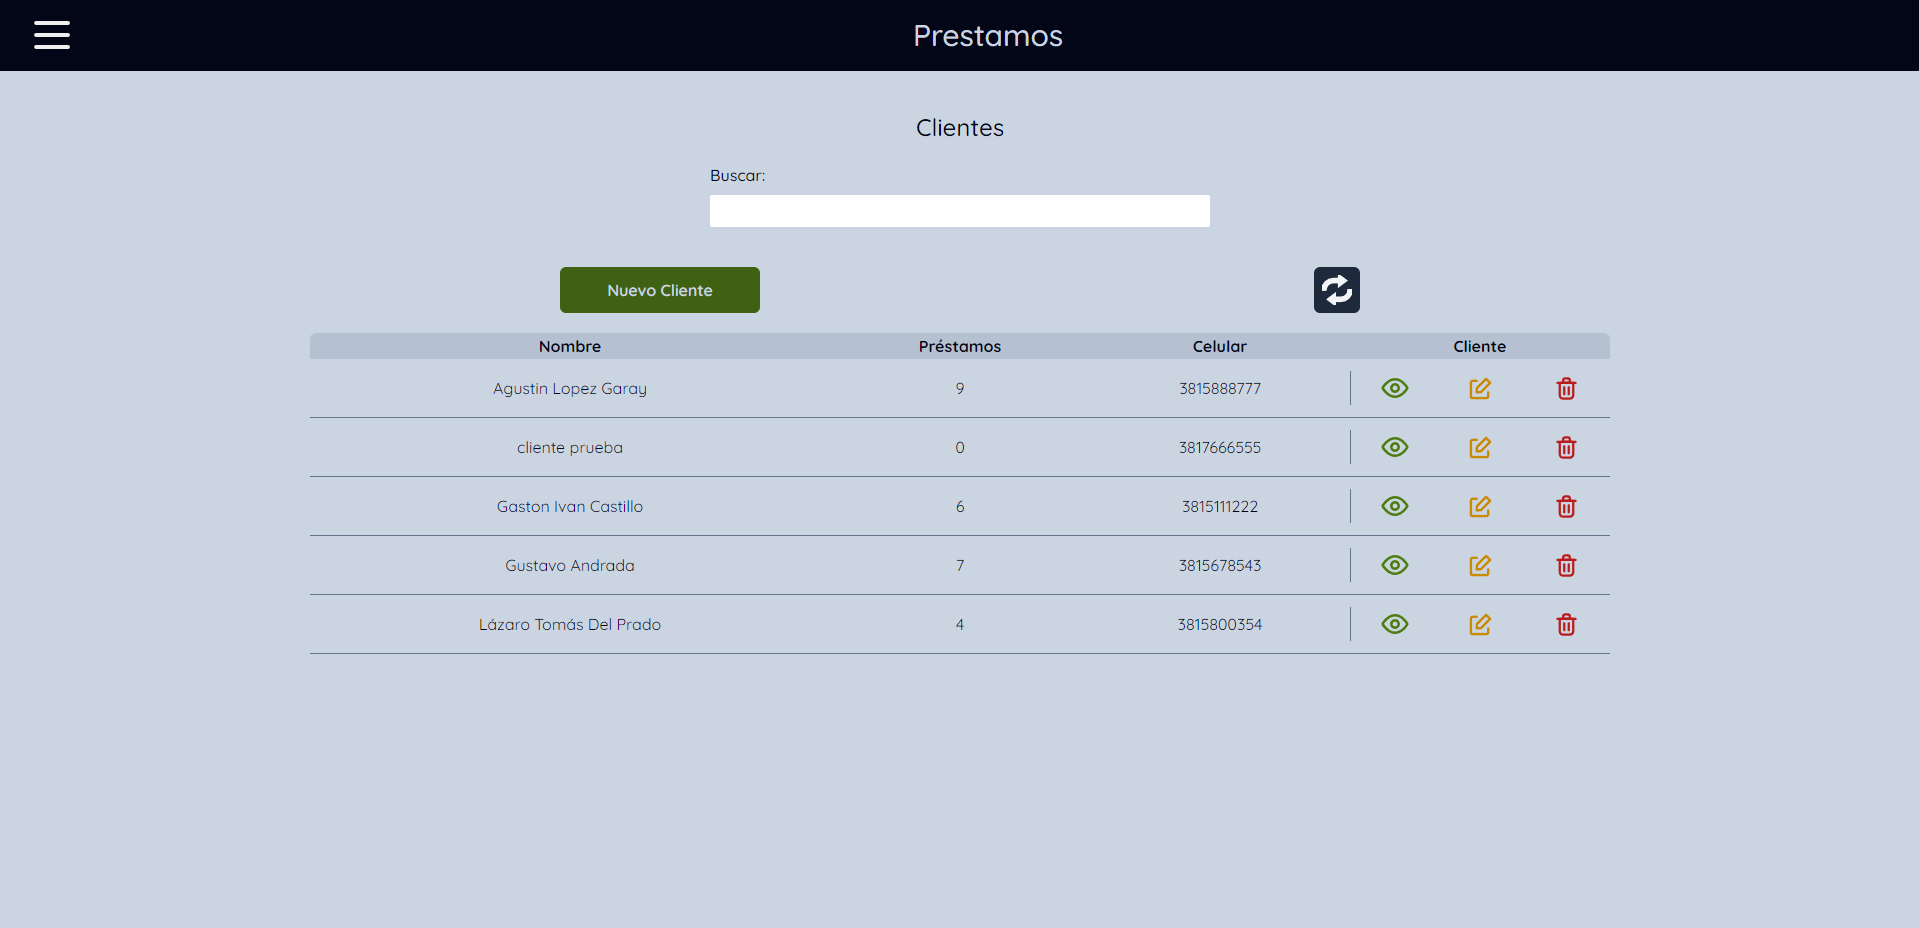 Prestamos
Clientes
Buscar:
Nuevo Cliente
Nombre Préstamos Celular Cliente
Agustin Lopez Garay 9 3815888777
cliente prueba 0 3817666555
Gaston Ivan Castillo 6 3815111222
Gustavo Andrada 7 3815678543
Lázaro Tomás Del Prado 4 3815800354